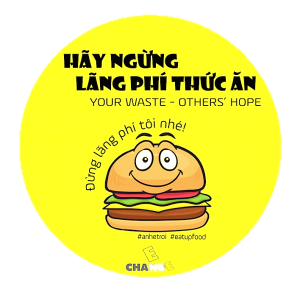 HÃY NGỪNG
LÃNG PHÍ THỨC ĂN
YOUR WASTE - OTHERS' HOPE
Đừng lãng phí tôi nhé!
#anhetroi #eatupfood